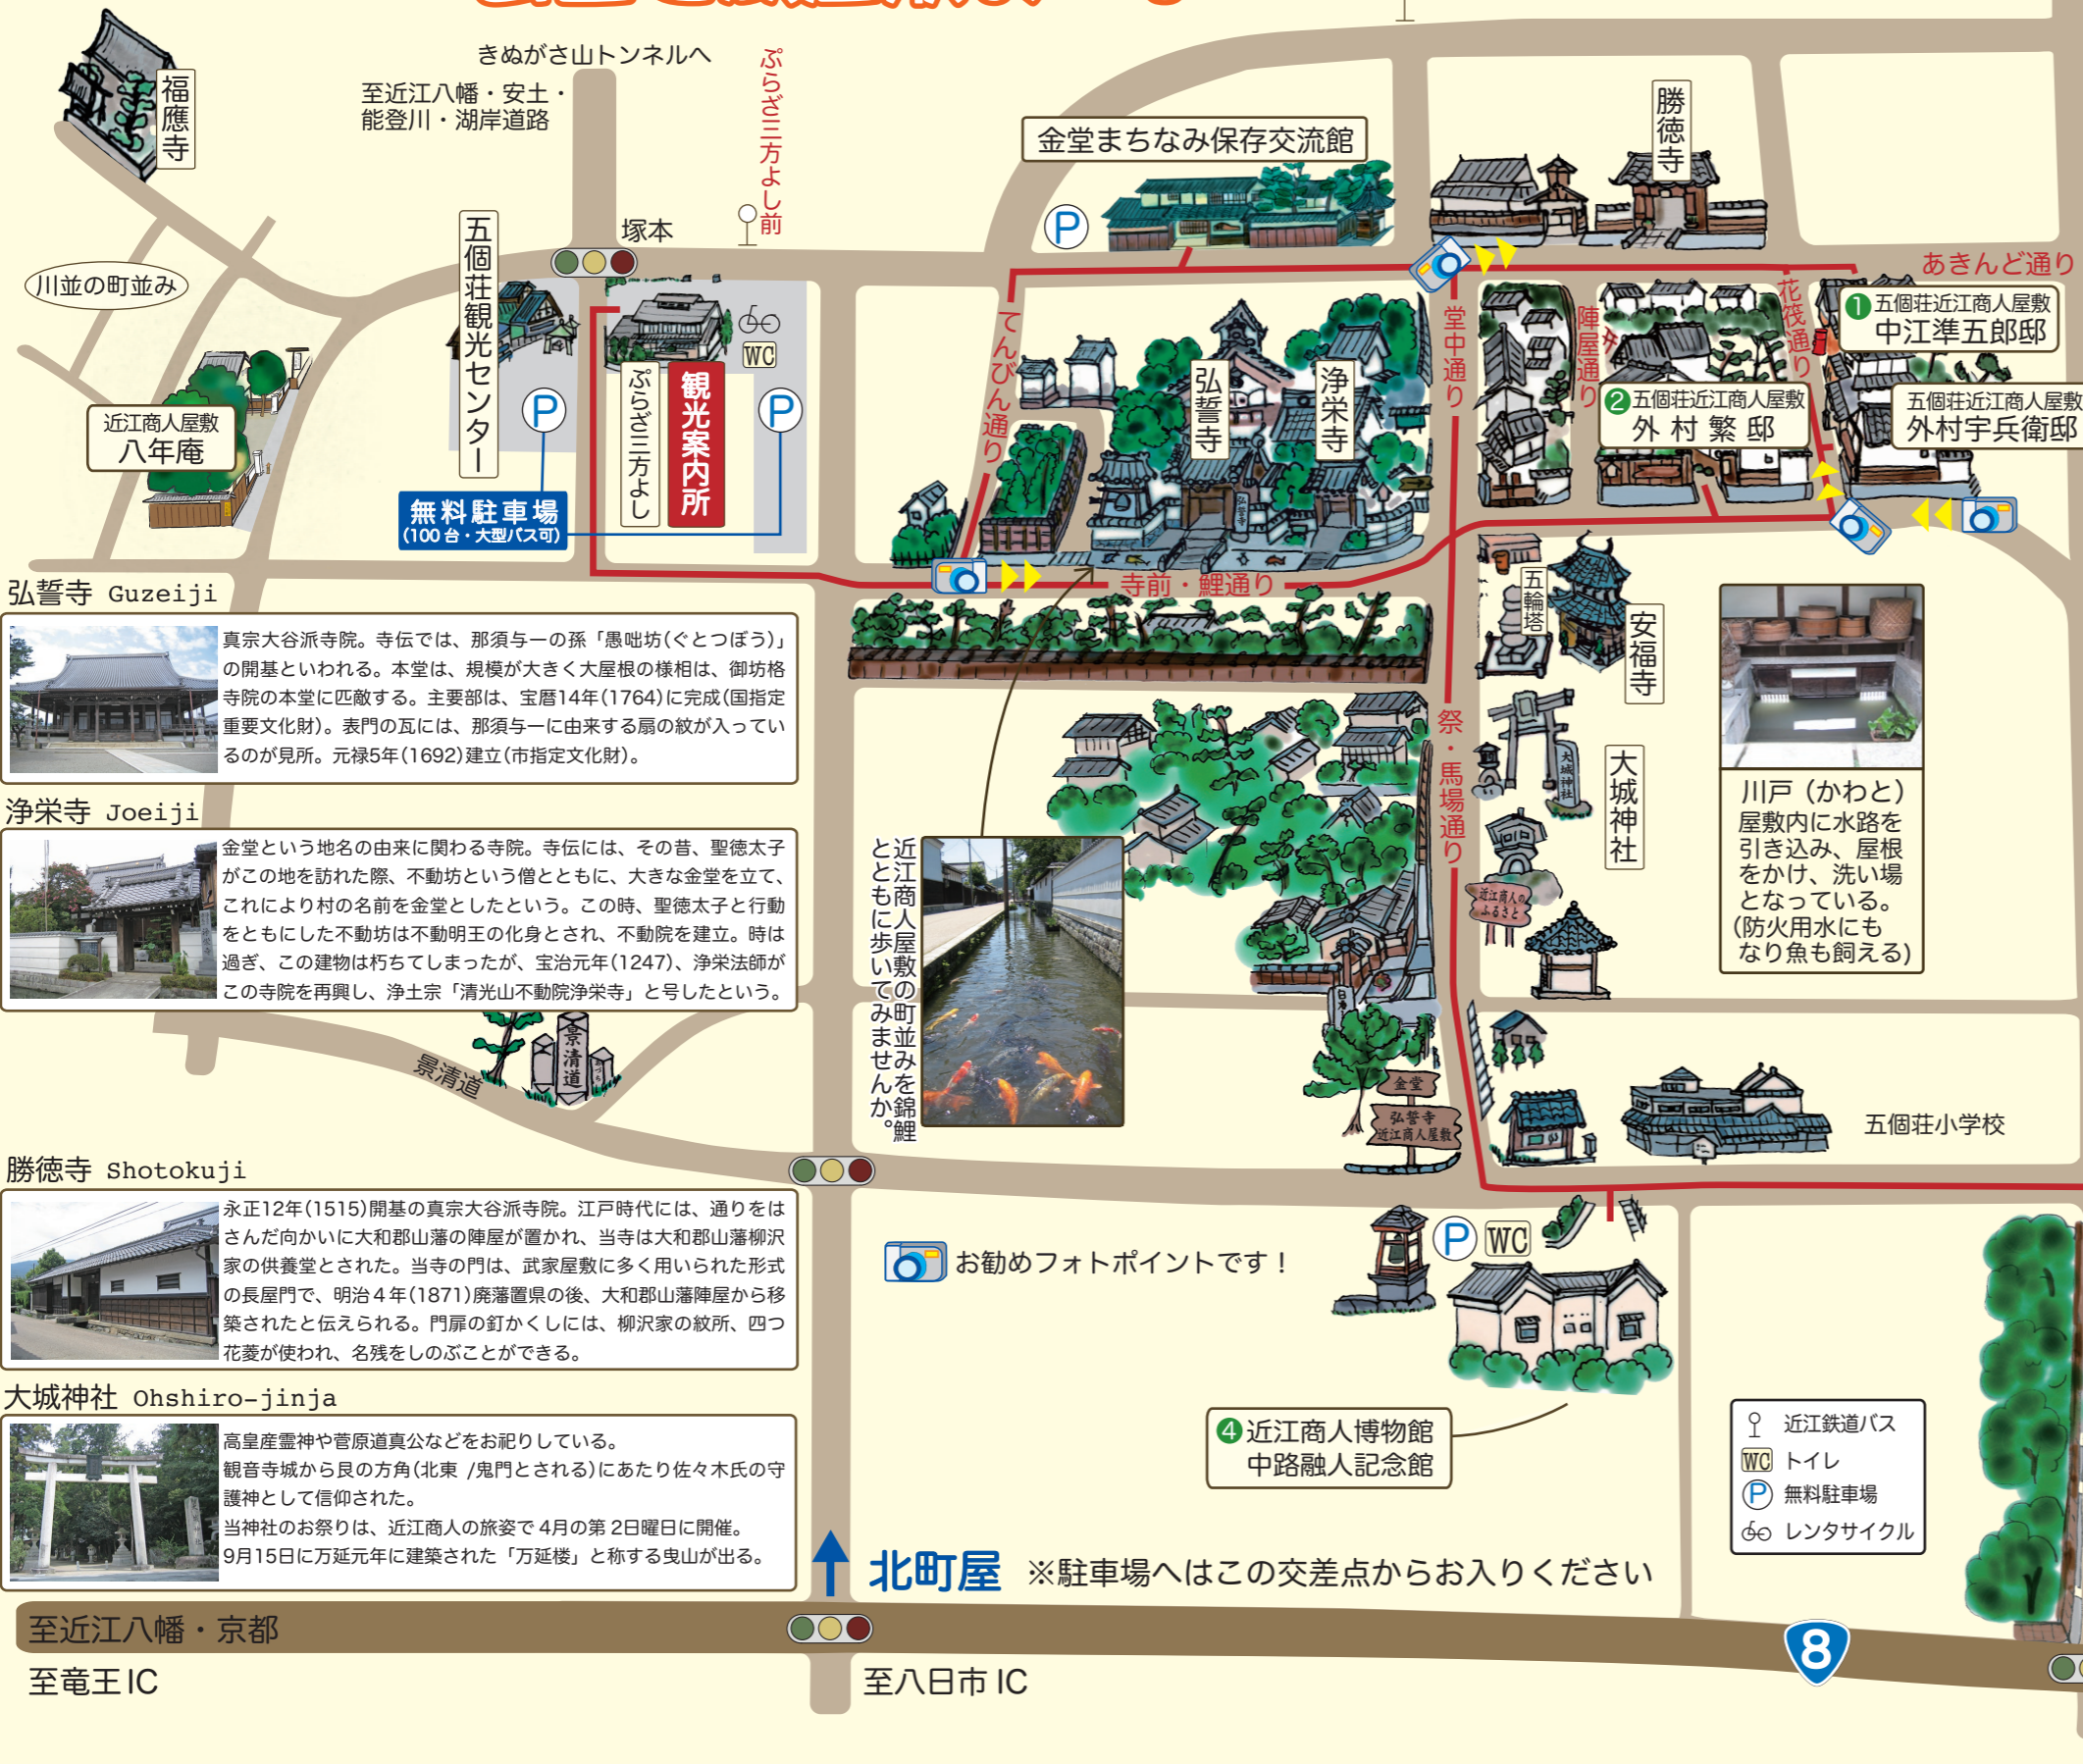 きぬがさ山トンネルへ
至近江八幡・安土・
能登川・湖岸道路
ぷらざ三方よし前
福應寺
塚本
五個荘観光センター
川並の町並み
近江商人屋敷
八年庵
P
WC
P
ぷらざ三方よし
観光案内所
無料駐車場
(100台・大型バス可)
金堂まちなみ保存交流館
P
勝徳寺
あきんど通り
てんびん通り
弘誓寺
浄栄寺
弘誓寺
堂中通り
陣屋通り
花筏通り
❶五個荘近江商人屋敷
中江準五郎邸
❷五個荘近江商人屋敷
外村繁邸
五個荘近江商人屋敷
外村宇兵衛邸
寺前・鯉通り
五輪塔
安福寺
祭・馬場通り
大城神社
大城神社
近江商人の
ふるさと
川戸（かわと）
屋敷内に水路を
引き込み、屋根
をかけ、洗い場
となっている。
(防火用水にも
なり魚も飼える)
弘誓寺 Guzeiji
真宗大谷派寺院。寺伝では、那須与一の孫「愚咄坊(ぐとつぼう)」
の開基といわれる。本堂は、規模が大きく大屋根の様相は、御坊格
寺院の本堂に匹敵する。主要部は、宝暦14年(1764)に完成(国指定
重要文化財)。表門の瓦には、那須与一に由来する扇の紋が入ってい
るのが見所。元禄5年(1692)建立(市指定文化財)。
浄栄寺 Joeiji
金堂という地名の由来に関わる寺院。寺伝には、その昔、聖徳太子
がこの地を訪れた際、不動坊という僧とともに、大きな金堂を立て、
これにより村の名前を金堂としたという。この時、聖徳太子と行動
をともにした不動坊は不動明王の化身とされ、不動院を建立。時は
過ぎ、この建物は朽ちてしまったが、宝治元年(1247)、浄栄法師が
この寺院を再興し、浄土宗「清光山不動院浄栄寺」と号したという。
景清道
景清道
近江商人屋敷の町並みを錦鯉
とともに歩いてみませんか。
金堂
弘誓寺
近江商人屋敷
五個荘小学校
勝徳寺 Shotokuji
永正12年(1515)開基の真宗大谷派寺院。江戸時代には、通りをは
さんだ向かいに大和郡山藩の陣屋が置かれ、当寺は大和郡山藩柳沢
家の供養堂とされた。当寺の門は、武家屋敷に多く用いられた形式
の長屋門で、明治4年(1871)廃藩置県の後、大和郡山藩陣屋から移
築されたと伝えられる。門扉の釘かくしには、柳沢家の紋所、四つ
花菱が使われ、名残をしのぶことができる。
お勧めフォトポイントです！
P WC
❹近江商人博物館
中路融人記念館
大城神社 Ohshiro-jinja
高皇産霊神や菅原道真公などをお祀りしている。
観音寺城から艮の方角(北東 /鬼門とされる)にあたり佐々木氏の守
護神として信仰された。
当神社のお祭りは、近江商人の旅姿で4月の第2日曜日に開催。
9月15日に万延元年に建築された「万延楼」と称する曳山が出る。
近江鉄道バス
WC トイレ
P 無料駐車場
レンタサイクル
北町屋 ※駐車場へはこの交差点からお入りください
至近江八幡・京都
8
至竜王IC
至八日市IC